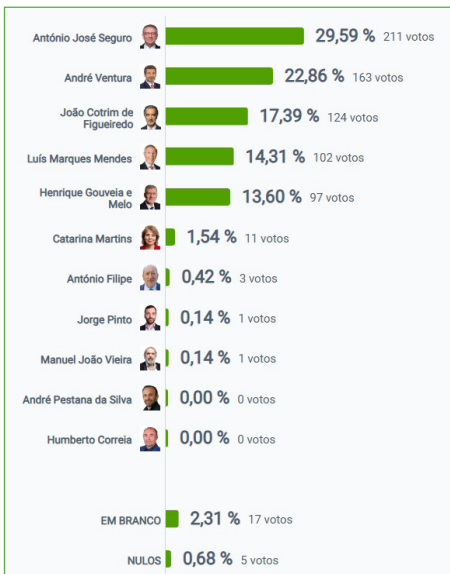 António José Seguro 29,59 % 211 votos
André Ventura 22,86 % 163 votos
João Cotrim de
Figueiredo 17,39 % 124 votos
Luís Marques Mendes 14,31 % 102 votos
Henrique Gouveia e
Melo 13,60 % 97 votos
Catarina Martins 1,54 % 11 votos
António Filipe 0,42 % 3 votos
Jorge Pinto 0,14 % 1 votos
Manuel João Vieira 0,14 % 1 votos
André Pestana da Silva 0,00 % 0 votos
Humberto Correia 0,00 % 0 votos
EM BRANCO 2,31 % 17 votos
NULOS 0,68 % 5 votos